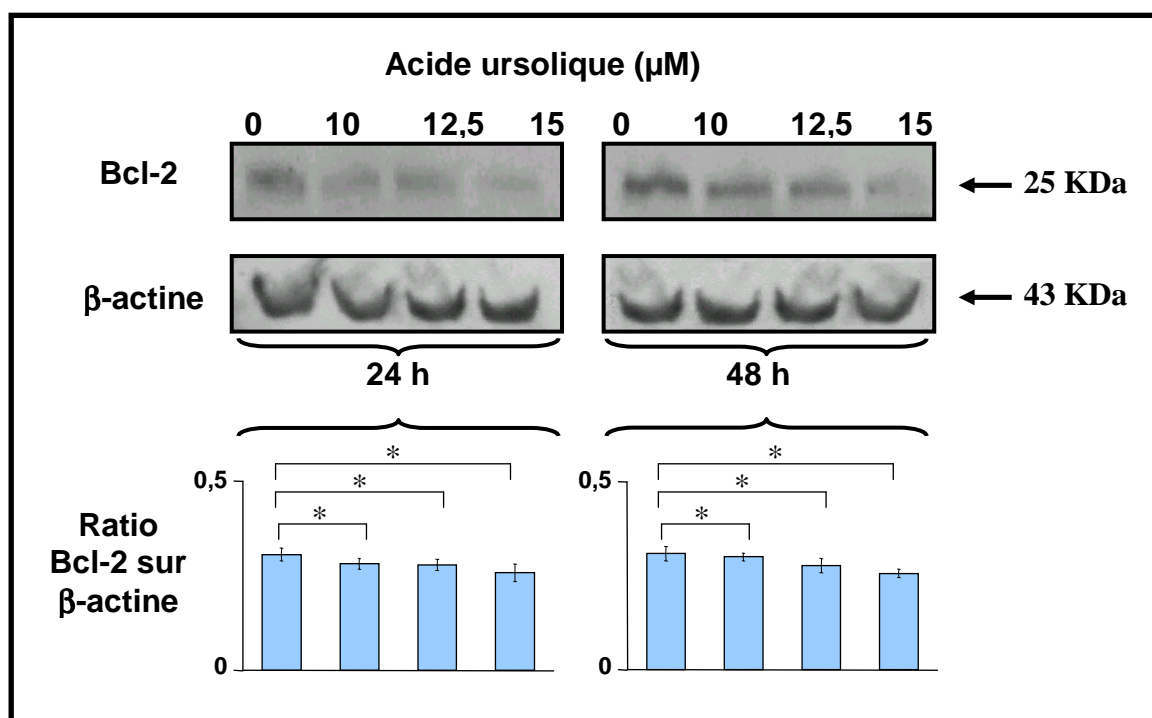 Acide ursolique (µM)
0 10 12,5 15 0 10 12,5 15
Bcl-2
25 KDa
β-actine
43 KDa
24 h 48 h
* * * * * *
0,5 0,5
Ratio
Bcl-2 sur
β-actine
0 0